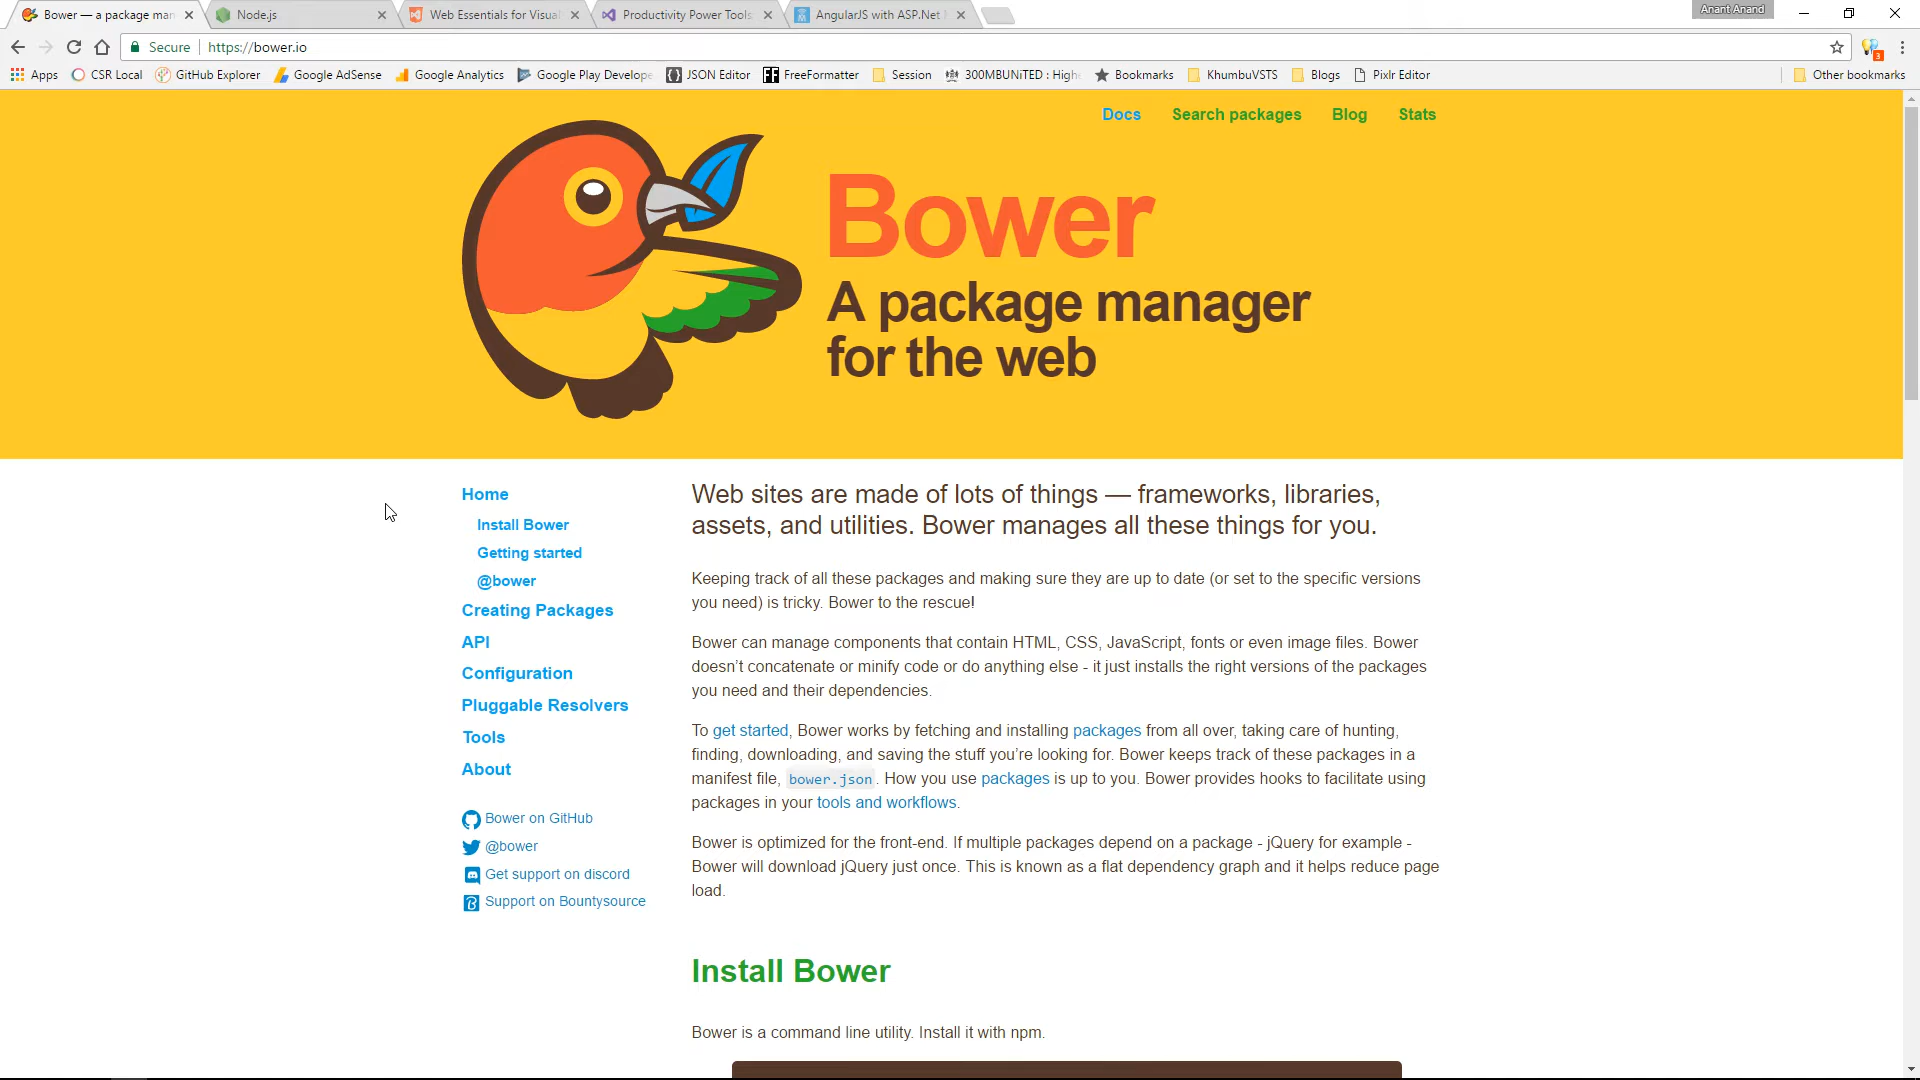 Bower — a package man
Node.js
Web Essentials for Visual
Productivity Power Tools
AngularJS with ASP.Net
Anant Anand
Secure
https://bower.io
3
Apps
CSR Local
GitHub Explorer
Google AdSense
Google Analytics
Google Play Develope
JSON Editor
FreeFormatter
Session
300MBUNiTED : High
Bookmarks
KhumbuVSTS
Blogs
Pixlr Editor
Other bookmarks
Docs
Search packages
Blog
Stats
Bower
A package manager
for the web
Home
Install Bower
Getting started
@bower
Creating Packages
API
Configuration
Pluggable Resolvers
Tools
About
Bower on GitHub
@bower
Get support on discord
Support on Bountysource
Web sites are made of lots of things — frameworks, libraries,
assets, and utilities. Bower manages all these things for you.
Keeping track of all these packages and making sure they are up to date (or set to the specific versions
you need) is tricky. Bower to the rescue!
Bower can manage components that contain HTML, CSS, JavaScript, fonts or even image files. Bower
doesn’t concatenate or minify code or do anything else - it just installs the right versions of the packages
you need and their dependencies.
To get started, Bower works by fetching and installing packages from all over, taking care of hunting,
finding, downloading, and saving the stuff you’re looking for. Bower keeps track of these packages in a
manifest file, bower.json. How you use packages is up to you. Bower provides hooks to facilitate using
packages in your tools and workflows.
Bower is optimized for the front-end. If multiple packages depend on a package - jQuery for example -
Bower will download jQuery just once. This is known as a flat dependency graph and it helps reduce page
load.
Install Bower
Bower is a command line utility. Install it with npm.